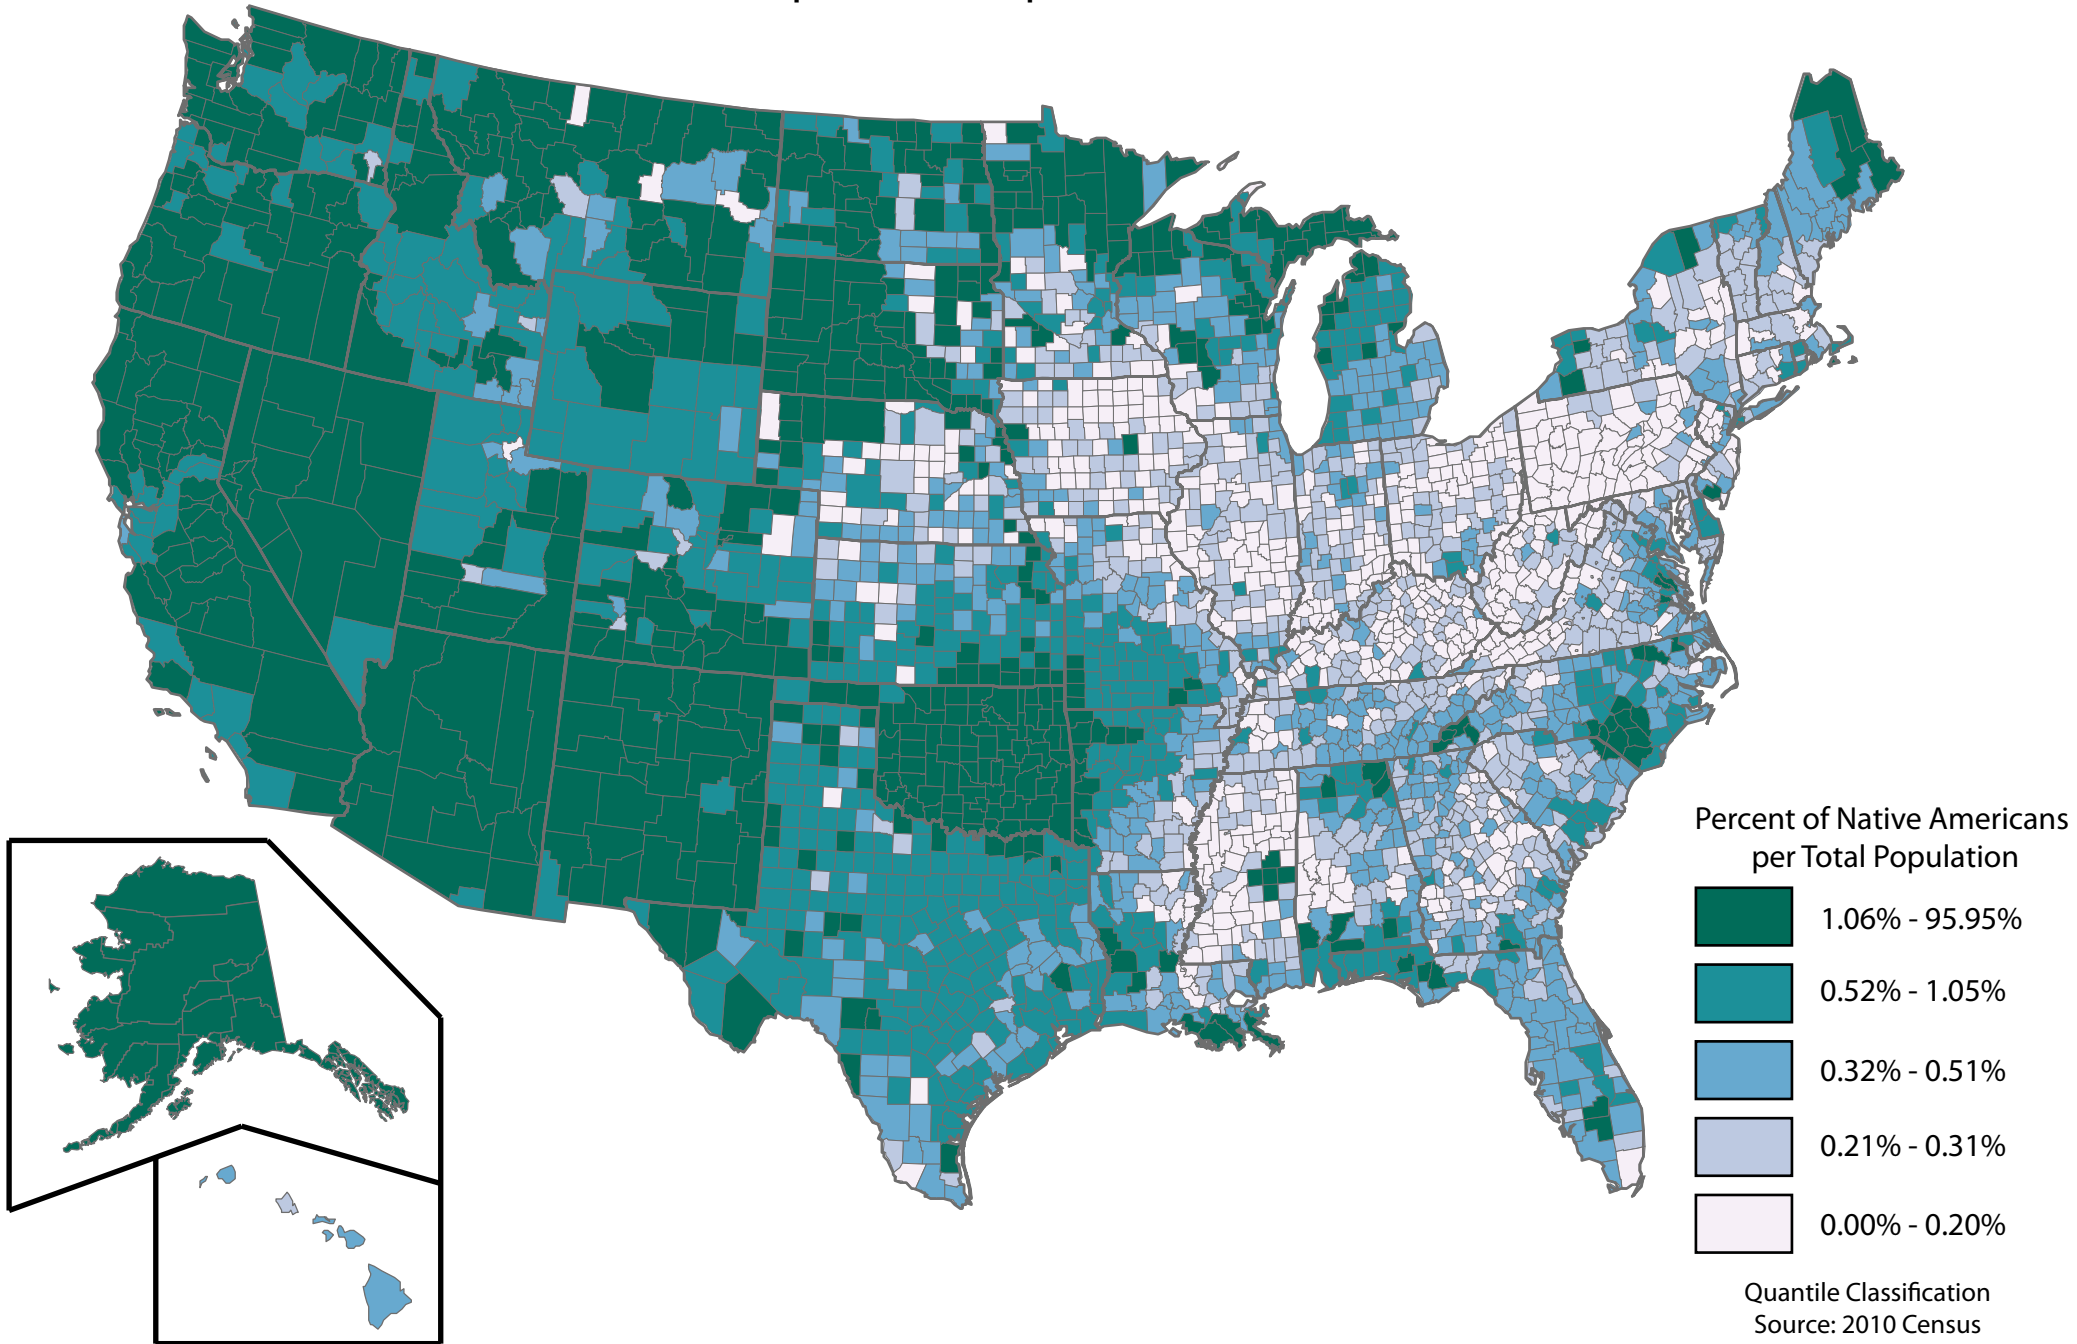 Percent of Native Americans
per Total Population
1.06% - 95.95%
0.52% - 1.05%
0.32% - 0.51%
0.21% - 0.31%
0.00% - 0.20%
Quantile Classification
Source: 2010 Census